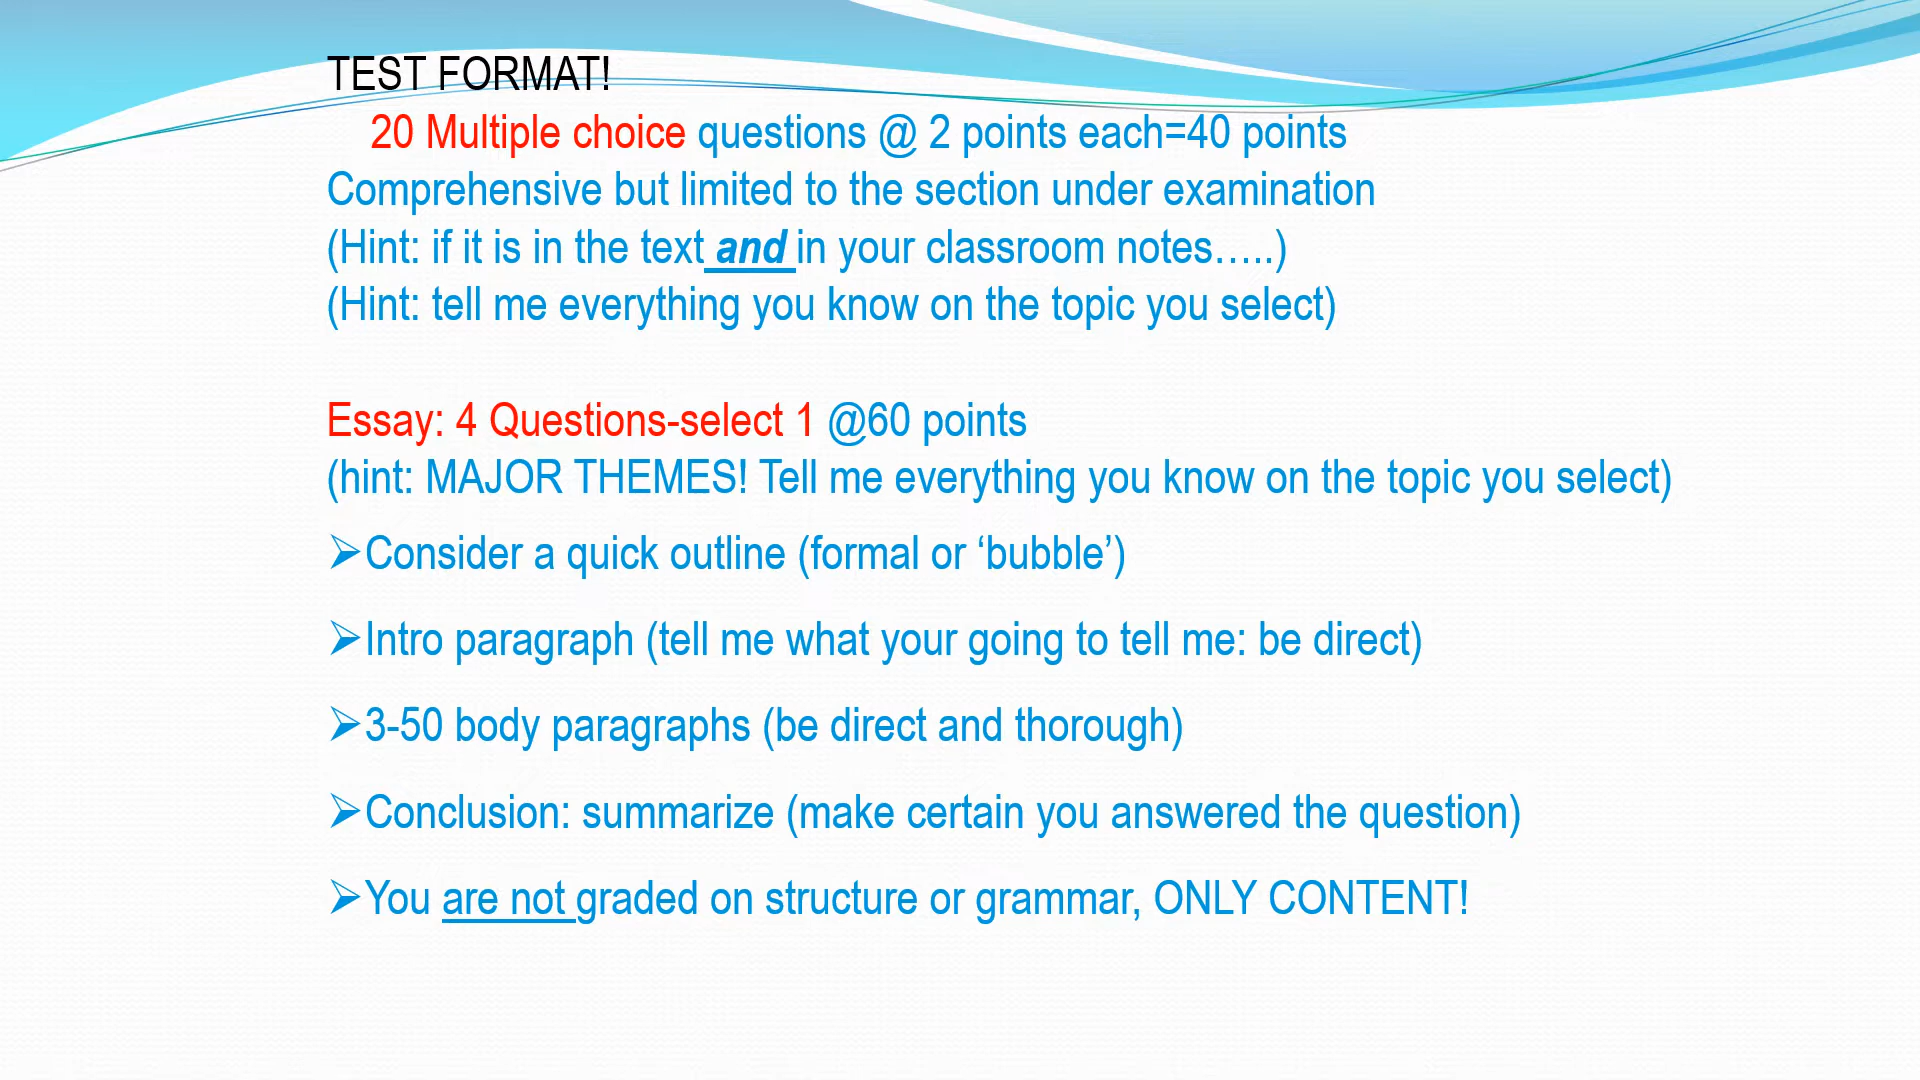 TEST FORMAT!
20 Multiple choice questions @ 2 points each=40 points
Comprehensive but limited to the section under examination
(Hint: if it is in the text and in your classroom notes…..)
(Hint: tell me everything you know on the topic you select)
Essay: 4 Questions-select 1 @60 points
(hint: MAJOR THEMES! Tell me everything you know on the topic you select)
➢Consider a quick outline (formal or ‘bubble’)
➢Intro paragraph (tell me what your going to tell me: be direct)
➢3-50 body paragraphs (be direct and thorough)
➢Conclusion: summarize (make certain you answered the question)
➢You are not graded on structure or grammar, ONLY CONTENT!